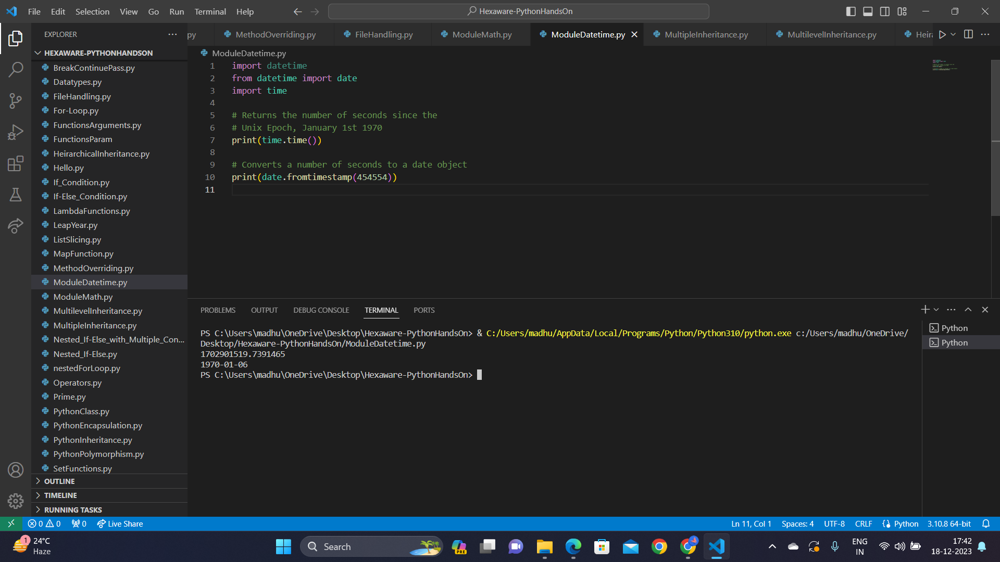 File Edit Selection View Go Run Terminal Help
Hexaware-PythonHandsOn
EXPLORER
py MethodOverriding.py FileHandling.py ModuleMath.py ModuleDatetime.py MultipleInheritance.py MultilevelInheritance.py Heira
HEXAWARE-PYTHONHANDSON
BreakContinuePass.py
Datatypes.py
FileHandling.py
For-Loop.py
FunctionsArguments.py
FunctionsParam
HeirarchicalInheritance.py
Hello.py
If_Condition.py
If-Else_Condition.py
LambdaFunctions.py
LeapYear.py
ListSlicing.py
MapFunction.py
MethodOverriding.py
ModuleDatetime.py
ModuleMath.py
MultilevelInheritance.py
MultipleInheritance.py
Nested_If-Else_with_Multiple_Con...
Nested_If-Else.py
nestedForLoop.py
Operators.py
Prime.py
PythonClass.py
PythonEncapsulation.py
PythonInheritance.py
PythonPolymorphism.py
SetFunctions.py
OUTLINE
TIMELINE
RUNNING TASKS
ModuleDatetime.py
1 import datetime
2 from datetime import date
3 import time
4
5 # Returns the number of seconds since the
6 # Unix Epoch, January 1st 1970
7 print(time.time())
8
9 # Converts a number of seconds to a date object
10 print(date.fromtimestamp(454554))
11
PROBLEMS OUTPUT DEBUG CONSOLE TERMINAL PORTS
PS C:\Users\madhu\OneDrive\Desktop\Hexaware-PythonHandsOn> & C:/Users/madhu/AppData/Local/Programs/Python/Python310/python.exe c:/Users/madhu/OneDrive/
Desktop/Hexaware-PythonHandsOn/ModuleDatetime.py
1702901519.7391465
1970-01-06
PS C:\Users\madhu\OneDrive\Desktop\Hexaware-PythonHandsOn>
Python
Python
0 0 0 Live Share
Ln 11, Col 1 Spaces: 4 UTF-8 CRLF Python 3.10.8 64-bit
1
24°C
Haze
Search
PRE
ENG
IN
17:42
18-12-2023